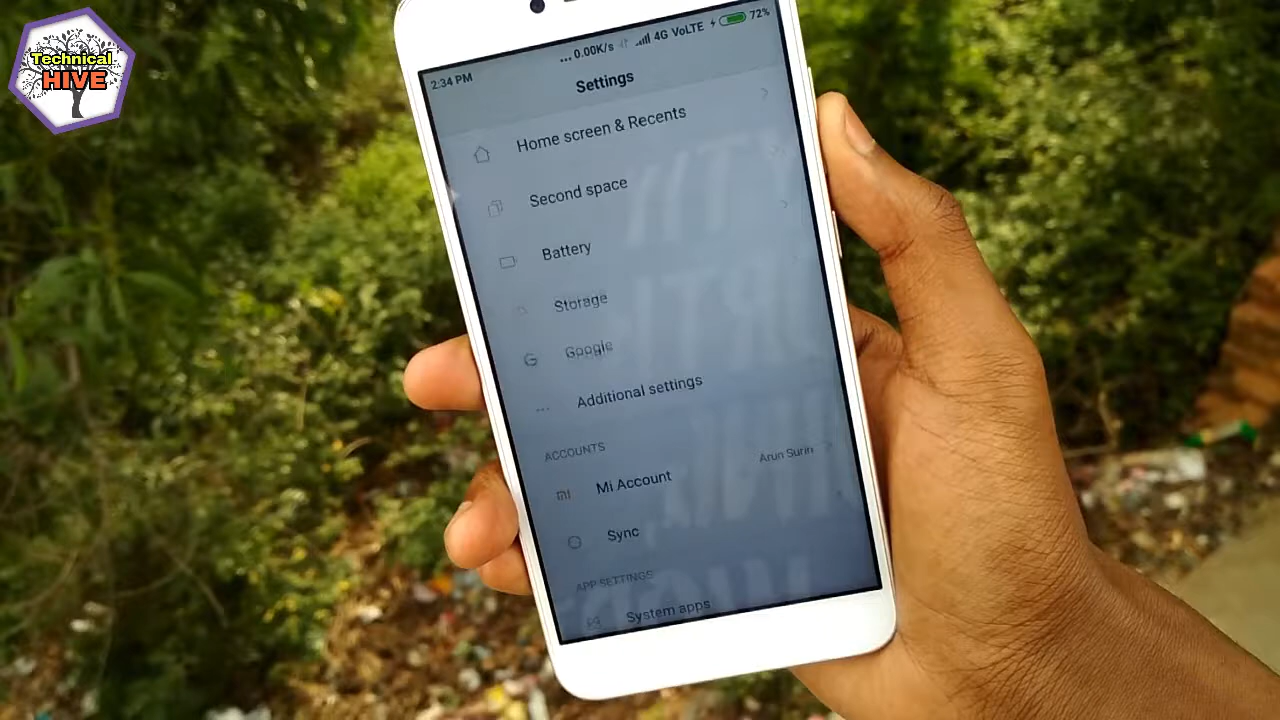 Technical
HIVE
2:34 PM
...0.00K/s 4G VoLTE 72%
Settings
Home screen & Recents
Second space
Battery
Storage
Google
Additional settings
ACCOUNTS
Mi Account Arun Surin
Sync
APP SETTINGS
System apps